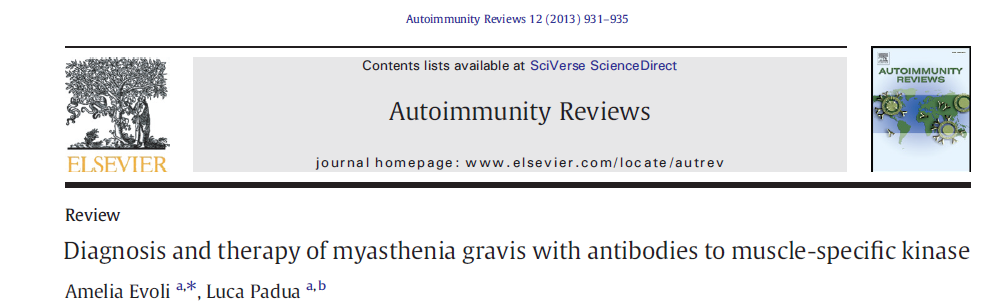 Autoimmunity Reviews 12 (2013) 931–935
Contents lists available at SciVerse ScienceDirect
Autoimmunity Reviews
journal homepage: www.elsevier.com/locate/autrev
ELSEVIER
AUTOIMMUNITY
REVIEWS
Review
Diagnosis and therapy of myasthenia gravis with antibodies to muscle-specific kinase
Amelia Evoli a,*, Luca Padua a,b